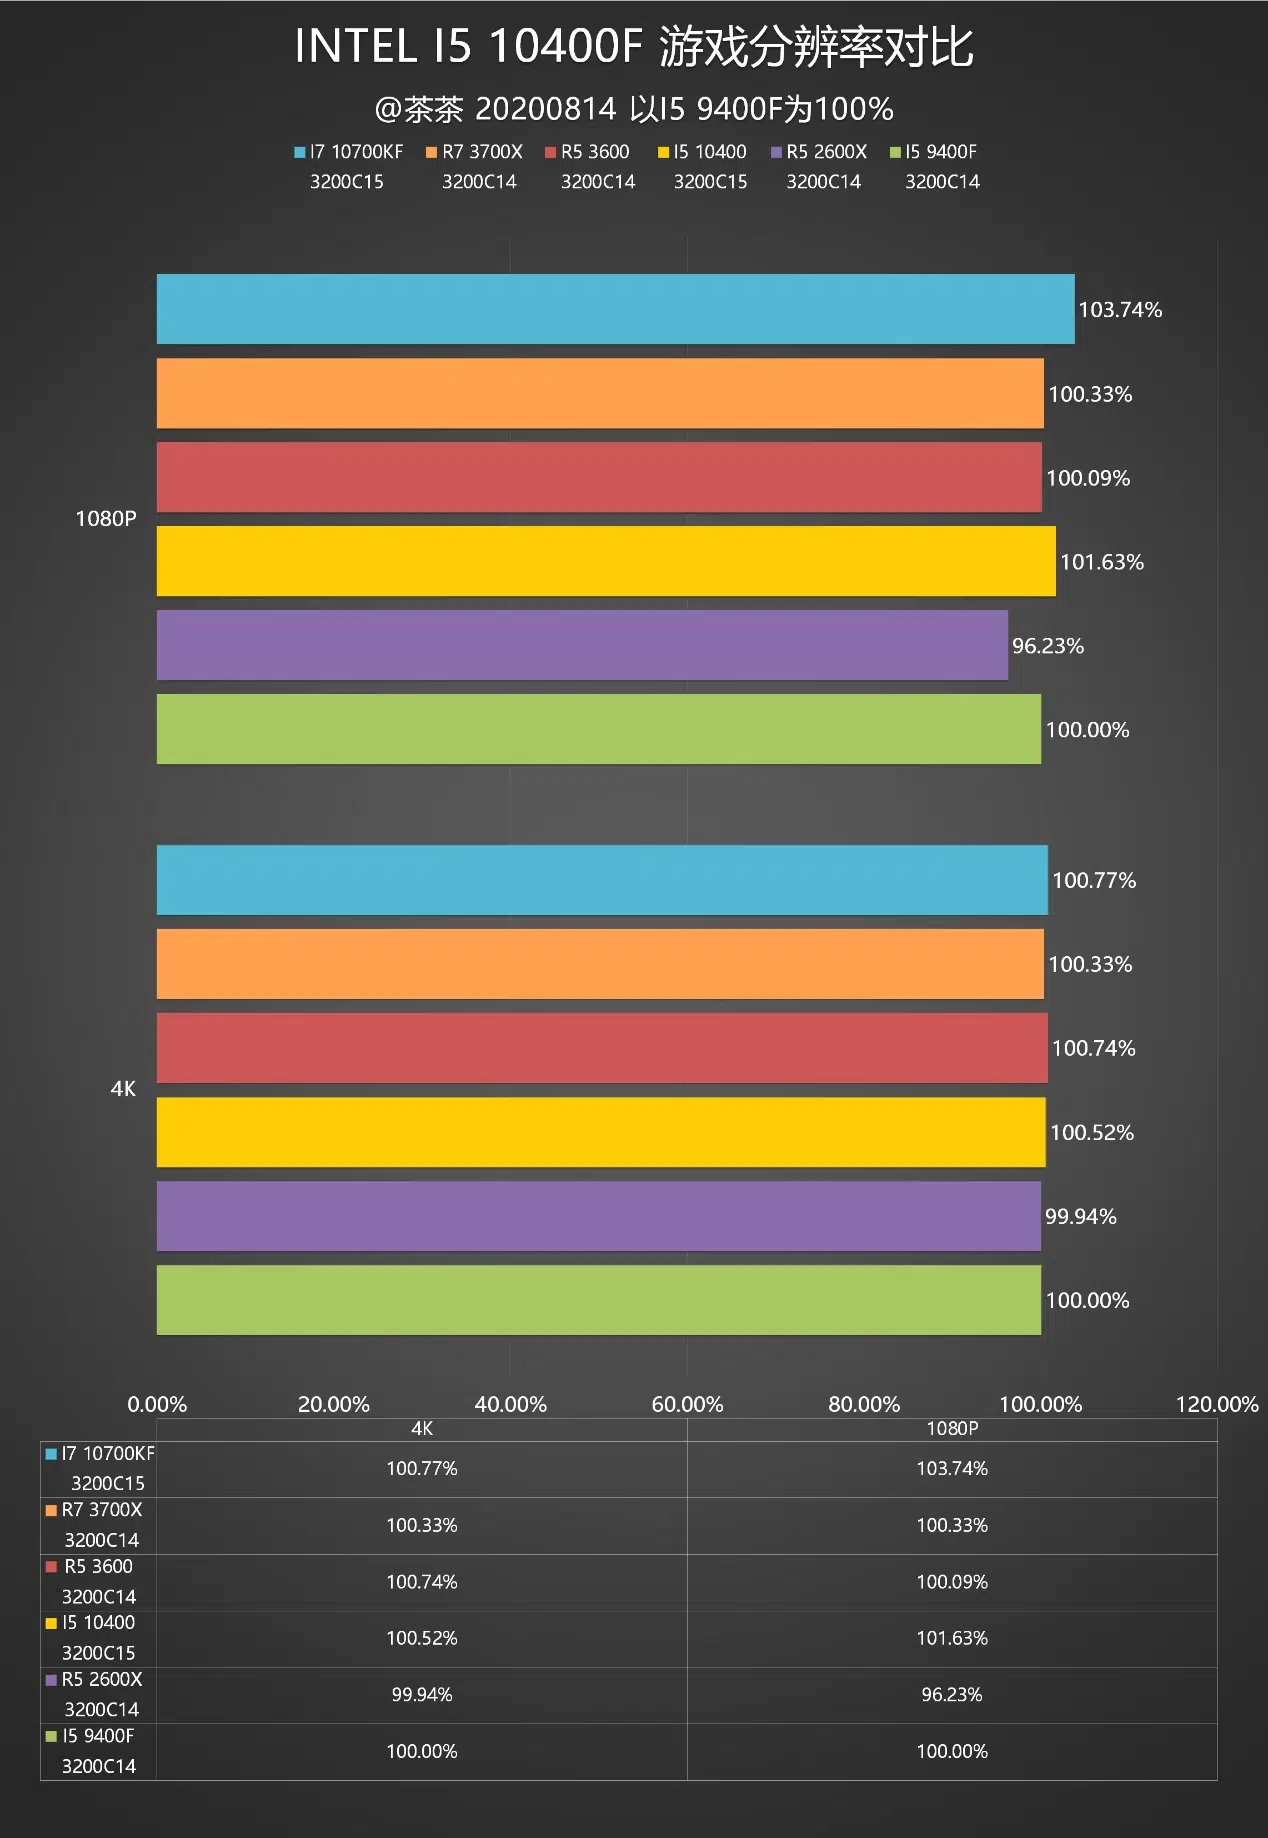 INTEL I5 10400F 游戏分辨率对比
@茶茶 20200814 以I5 9400F为100%
I7 10700KF R7 3700X R5 3600 I5 10400 R5 2600X I5 9400F
3200C15 3200C14 3200C14 3200C15 3200C14 3200C14
103.74%
100.33%
100.09%
1080P
101.63%
96.23%
100.00%
100.77%
100.33%
100.74%
4K
100.52%
99.94%
100.00%
0.00% 20.00% 40.00% 60.00% 80.00% 100.00% 120.00%
4K 1080P
I7 10700KF
3200C15 100.77% 103.74%
R7 3700X
3200C14 100.33% 100.33%
R5 3600
3200C14 100.74% 100.09%
I5 10400
3200C15 100.52% 101.63%
R5 2600X
3200C14 99.94% 96.23%
I5 9400F
3200C14 100.00% 100.00%